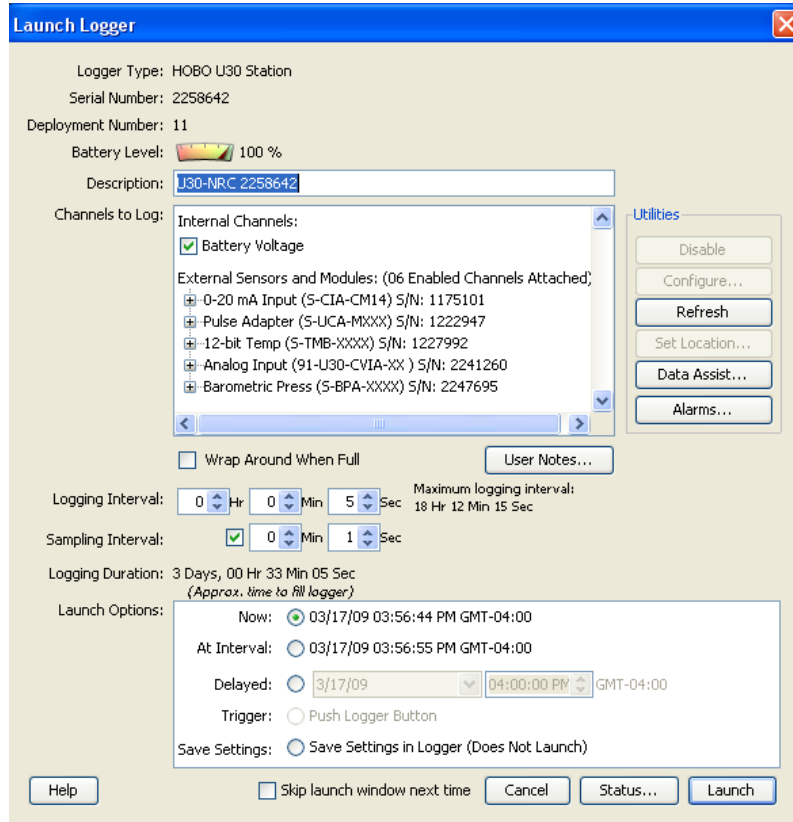 Launch Logger
Logger Type: HOBO U30 Station
Serial Number: 2258642
Deployment Number: 11
Battery Level: 100 %
Description: U30-NRC 2258642
Channels to Log:
Internal Channels:
Battery Voltage
External Sensors and Modules: (06 Enabled Channels Attached)
0-20 mA Input (S-CIA-CM14) S/N: 1175101
Pulse Adapter (S-UCA-MXXX) S/N: 1222947
12-bit Temp (S-TMB-XXXX) S/N: 1227992
Analog Input (91-U30-CVIA-XX ) S/N: 2241260
Barometric Press (S-BPA-XXXX) S/N: 2247695
Utilities
Disable
Configure...
Refresh
Set Location...
Data Assist...
Alarms...
Wrap Around When Full
User Notes...
Logging Interval: 0 Hr 0 Min 5 Sec
Maximum logging interval:
18 Hr 12 Min 15 Sec
Sampling Interval: 0 Min 1 Sec
Logging Duration: 3 Days, 00 Hr 33 Min 05 Sec
(Approx. time to fill logger)
Launch Options:
Now: 03/17/09 03:56:44 PM GMT-04:00
At Interval: 03/17/09 03:56:55 PM GMT-04:00
Delayed: 3/17/09 04:00:00 PM GMT-04:00
Trigger: Push Logger Button
Save Settings: Save Settings in Logger (Does Not Launch)
Help
Skip launch window next time
Cancel
Status...
Launch